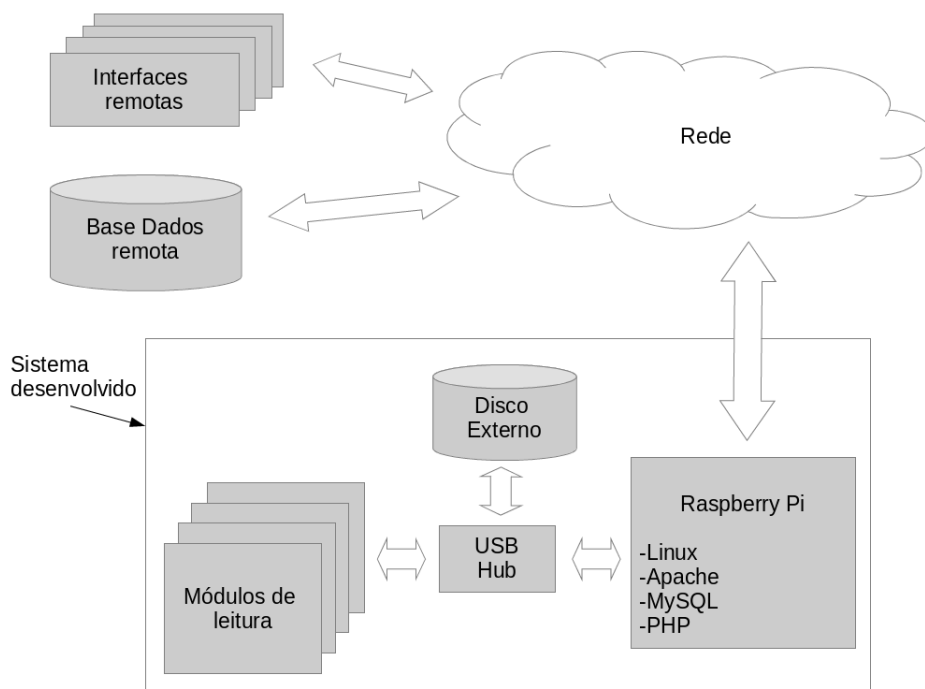 Interfaces
remotas
Rede
Base Dados
remota
Sistema
desenvolvido
Disco
Externo
Raspberry Pi
-Linux
-Apache
-MySQL
-PHP
USB
Hub
Módulos de
leitura